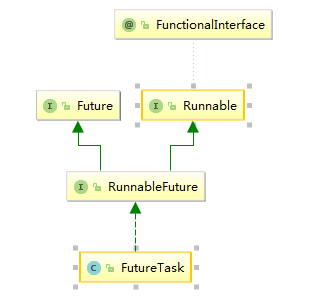 @ FunctionalInterface
I Future
I Runnable
I RunnableFuture
C FutureTask